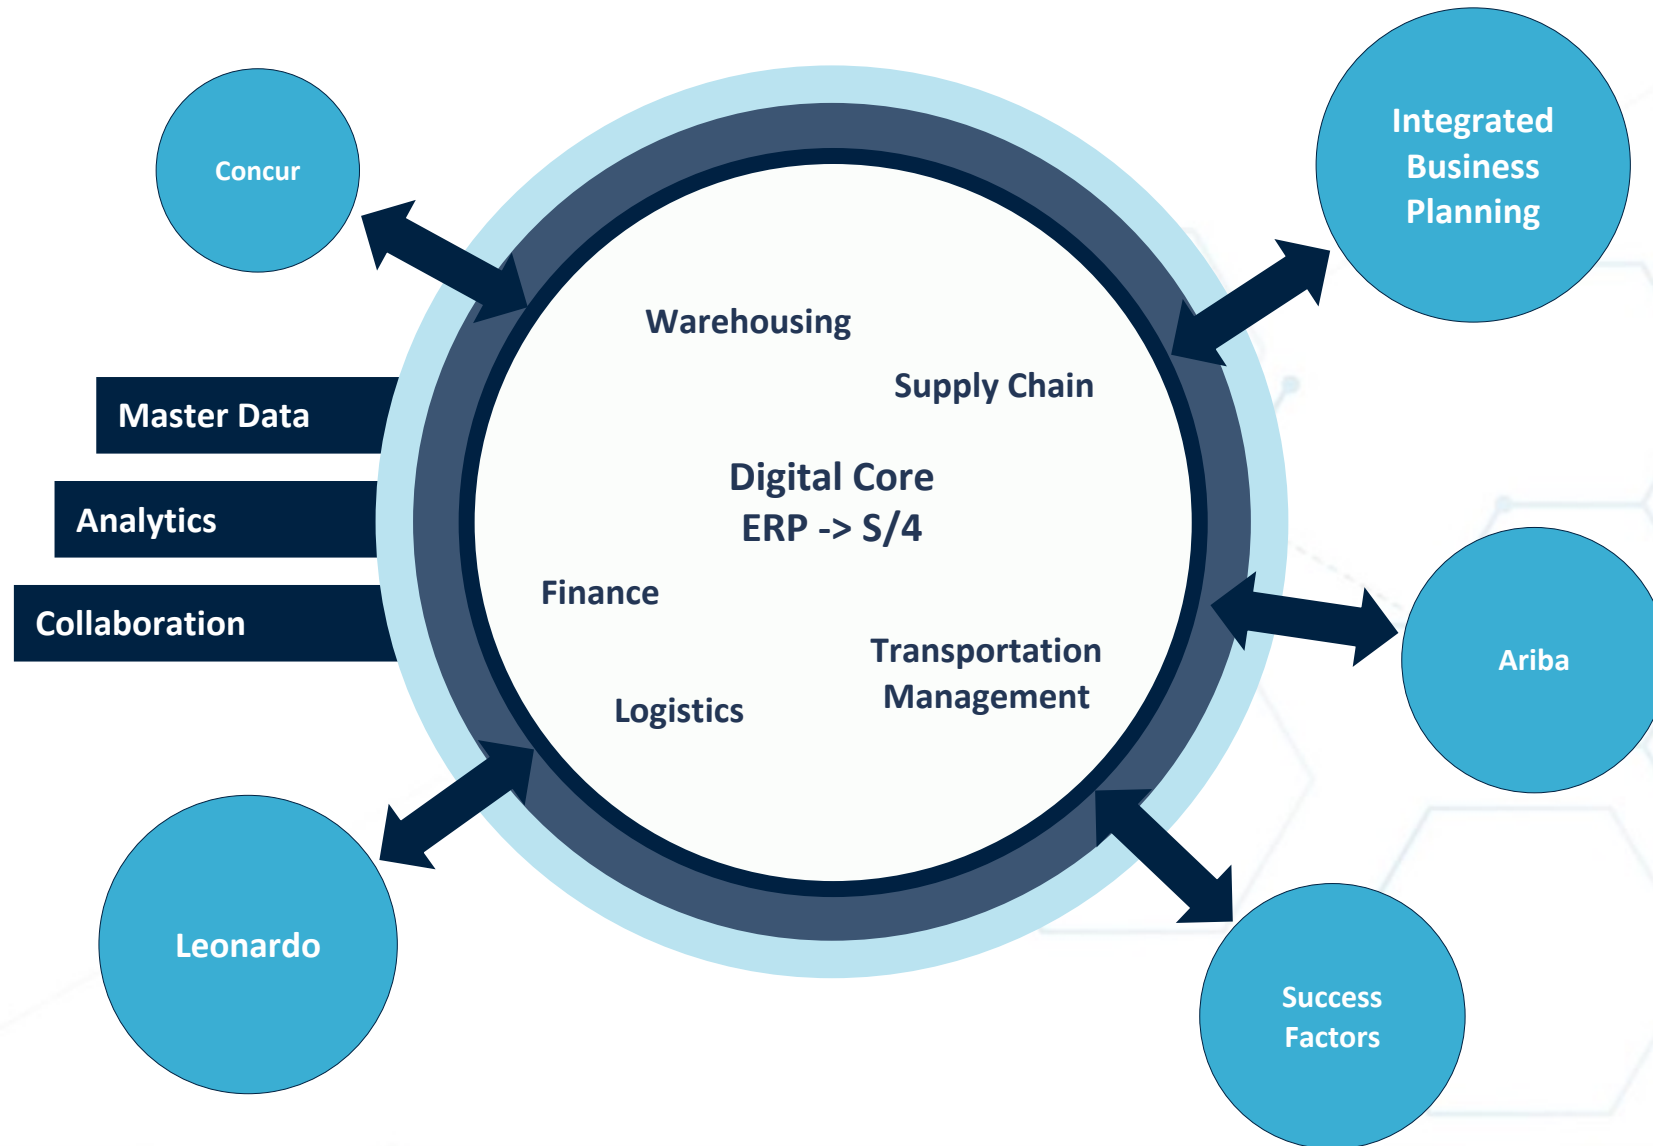 Concur
Integrated
Business
Planning
Warehousing
Supply Chain
Master Data
Digital Core
ERP -> S/4
Analytics
Finance
Collaboration
Transportation
Management
Ariba
Logistics
Leonardo
Success
Factors